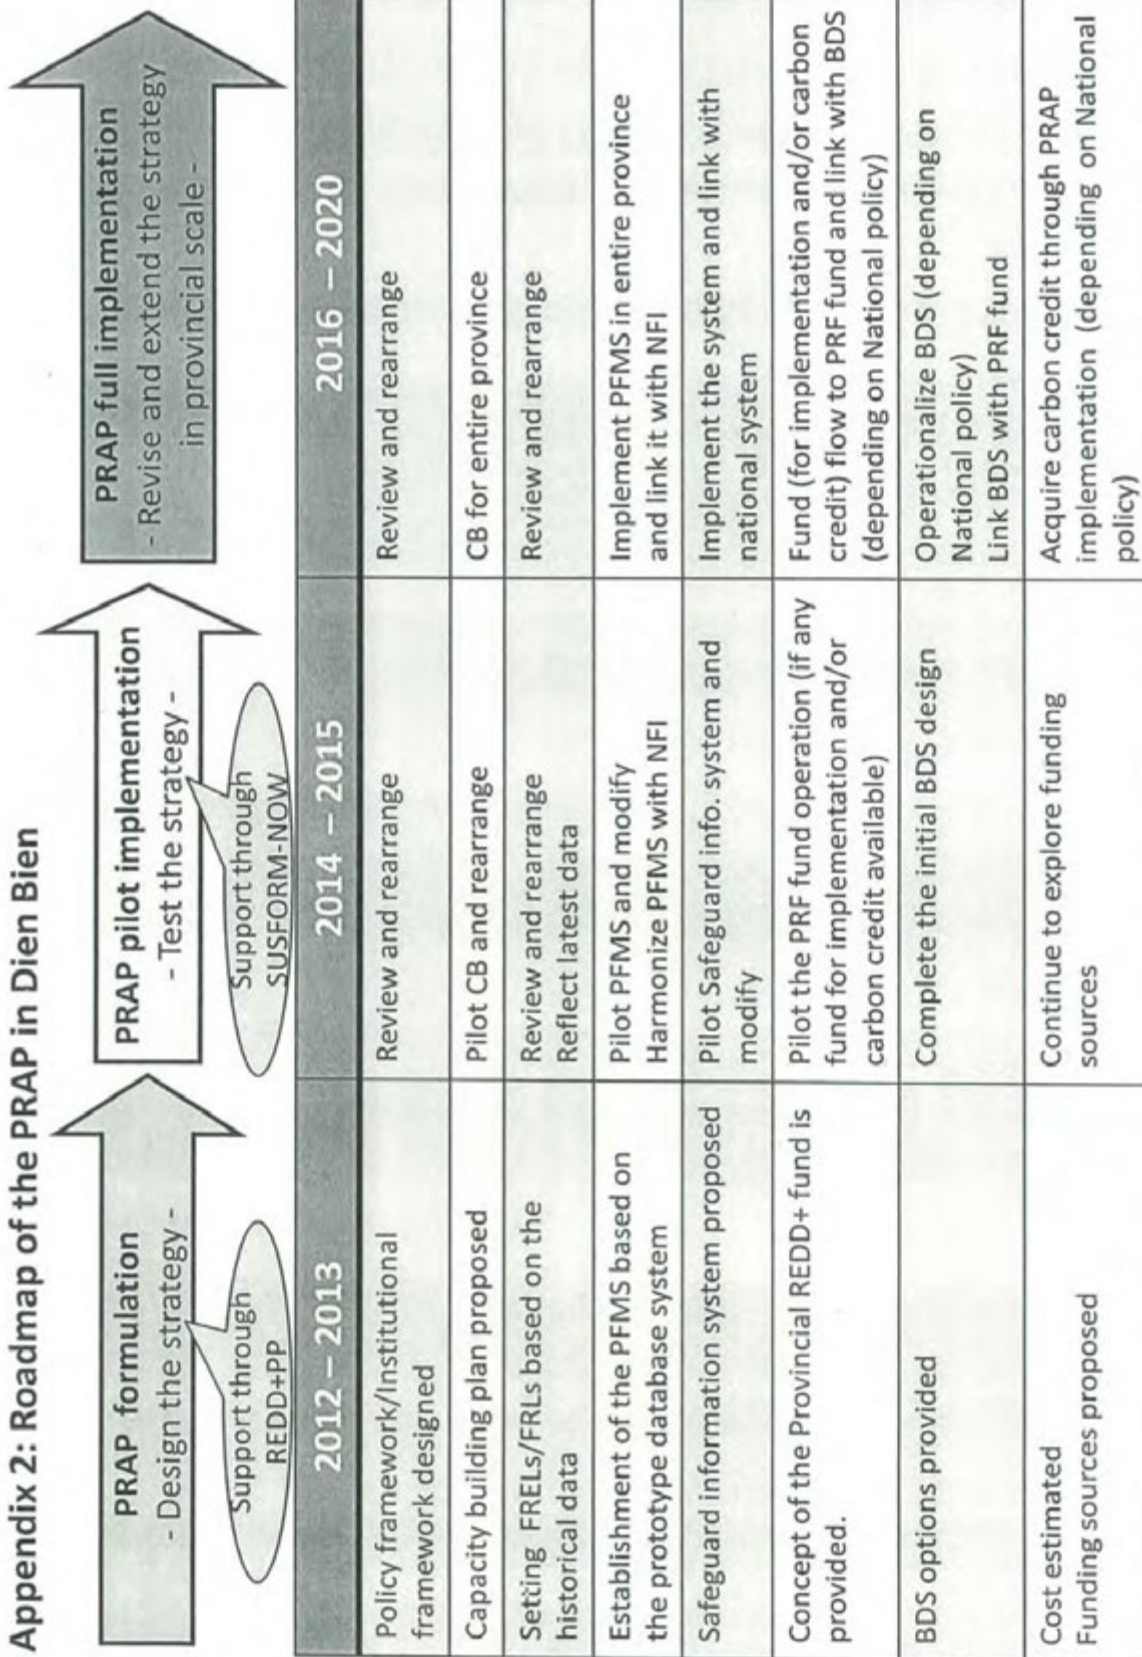 Appendix 2: Roadmap of the PRAP in Dien Bien
PRAP formulation
- Design the strategy -
Support through
REDD+PP
PRAP pilot implementation
- Test the strategy -
Support through
SUSFORM-NOW
PRAP full implementation
- Revise and extend the strategy
in provincial scale -
2012 – 2013
2014 – 2015
2016 – 2020
Policy framework/Institutional
framework designed
Review and rearrange
Review and rearrange
Capacity building plan proposed
Pilot CB and rearrange
CB for entire province
Setting FRELs/FRLs based on the
historical data
Review and rearrange
Reflect latest data
Review and rearrange
Establishment of the PFMS based on
the prototype database system
Pilot PFMS and modify
Harmonize PFMS with NFI
Implement PFMS in entire province
and link it with NFI
Safeguard information system proposed
Pilot Safeguard info. system and
modify
Implement the system and link with
national system
Concept of the Provincial REDD+ fund is
provided.
Pilot the PRF fund operation (if any
fund for implementation and/or
carbon credit available)
Fund (for implementation and/or carbon
credit) flow to PRF fund and link with BDS
(depending on National policy)
BDS options provided
Complete the initial BDS design
Operationalize BDS (depending on
National policy)
Link BDS with PRF fund
Cost estimated
Funding sources proposed
Continue to explore funding
sources
Acquire carbon credit through PRAP
implementation (depending on National
policy)